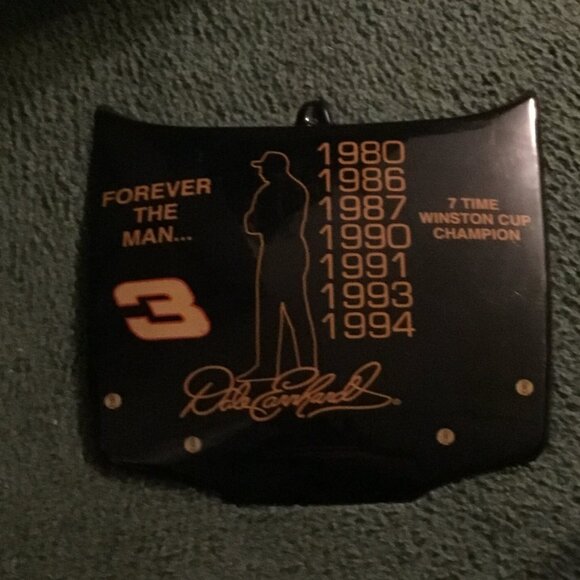 FOREVER
THE
MAN...
3
1980
1986
1987
1990
1991
1993
1994
7 TIME
WINSTON CUP
CHAMPION
Dale Earnhardt